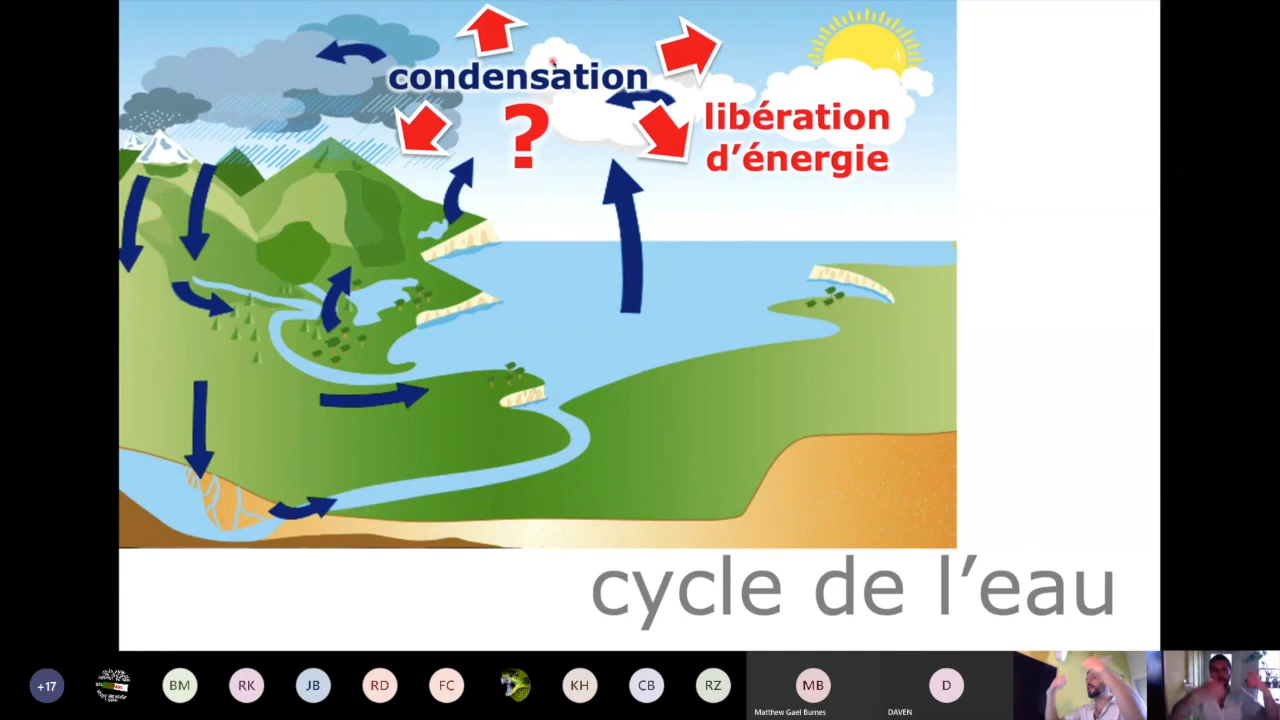 condensation
?
libération
d’énergie
cycle de l’eau
+17
BM
RK
JB
RD
FC
KH
CB
RZ
MB
D
Matthew Gael Burnes
DAVEN